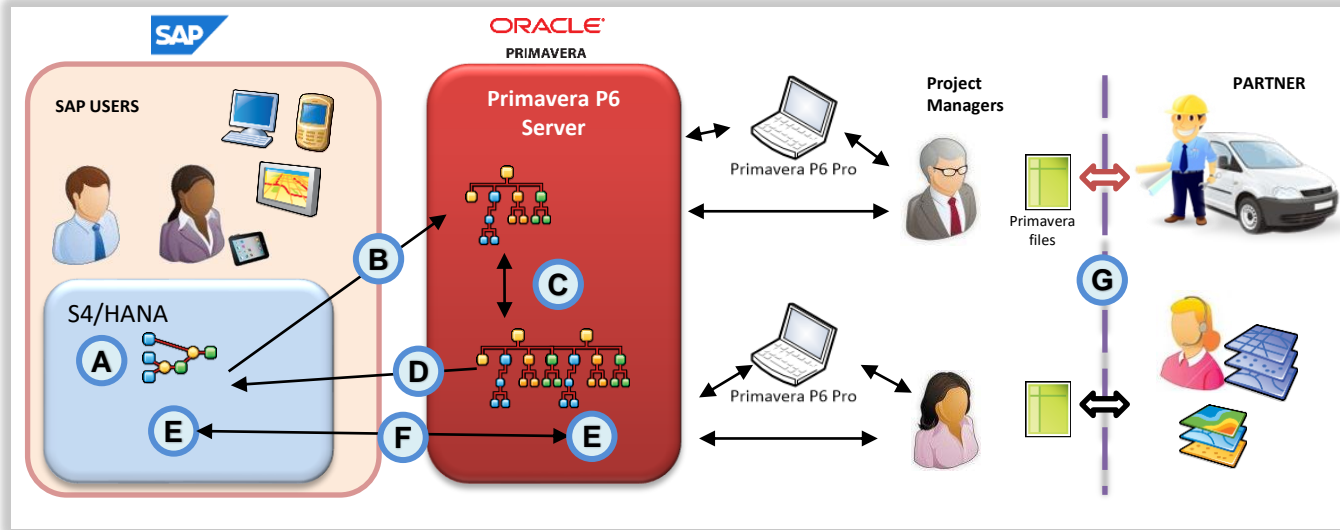 SAP
ORACLE
PRIMAVERA
SAP USERS
Primavera P6
Server
Project
Managers
PARTNER
Primavera P6 Pro
Primavera
files
B
C
G
S4/HANA
A
D
Primavera P6 Pro
E
F
E